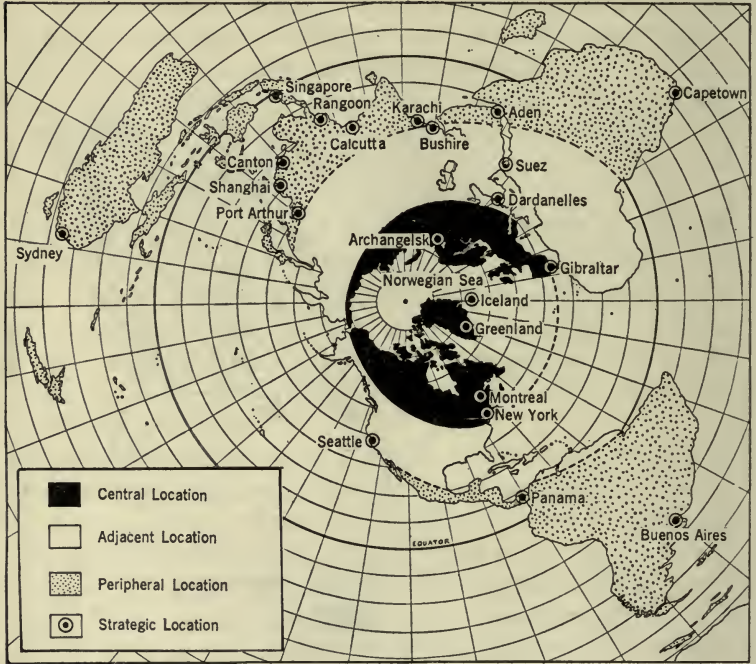 Singapore
Rangoon
Karachi
Aden
Capetown
Calcutta
Bushire
Canton
Suez
Shanghai
Dardanelles
Port Arthur
Archangelsk
Sydney
Gibraltar
Norwegian Sea
Iceland
Greenland
Montreal
New York
Seattle
Panama
Buenos Aires
EQUATOR
Central Location
Adjacent Location
Peripheral Location
Strategic Location